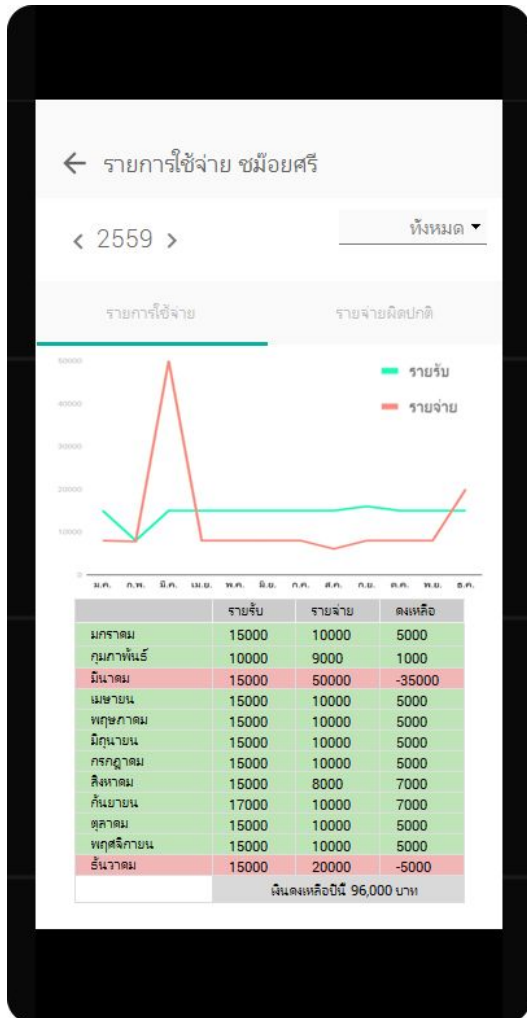 รายการใช้จ่าย ชม๊อยศรี
< 2559 >
ทั้งหมด
รายการใช้จ่าย รายจ่ายผิดปกติ
50000
40000
30000
20000
10000
0
รายรับ
รายจ่าย
ม.ค. ก.พ. มี.ค. เม.ย. พ.ค. มิ.ย. ก.ค. ส.ค. ก.ย. ต.ค. พ.ย. ธ.ค.
รายรับ รายจ่าย คงเหลือ
มกราคม 15000 10000 5000
กุมภาพันธ์ 10000 9000 1000
มีนาคม 15000 50000 -35000
เมษายน 15000 10000 5000
พฤษภาคม 15000 10000 5000
มิถุนายน 15000 10000 5000
กรกฎาคม 15000 10000 5000
สิงหาคม 15000 8000 7000
กันยายน 17000 10000 7000
ตุลาคม 15000 10000 5000
พฤศจิกายน 15000 10000 5000
ธันวาคม 15000 20000 -5000
เงินคงเหลือปีนี้ 96,000 บาท